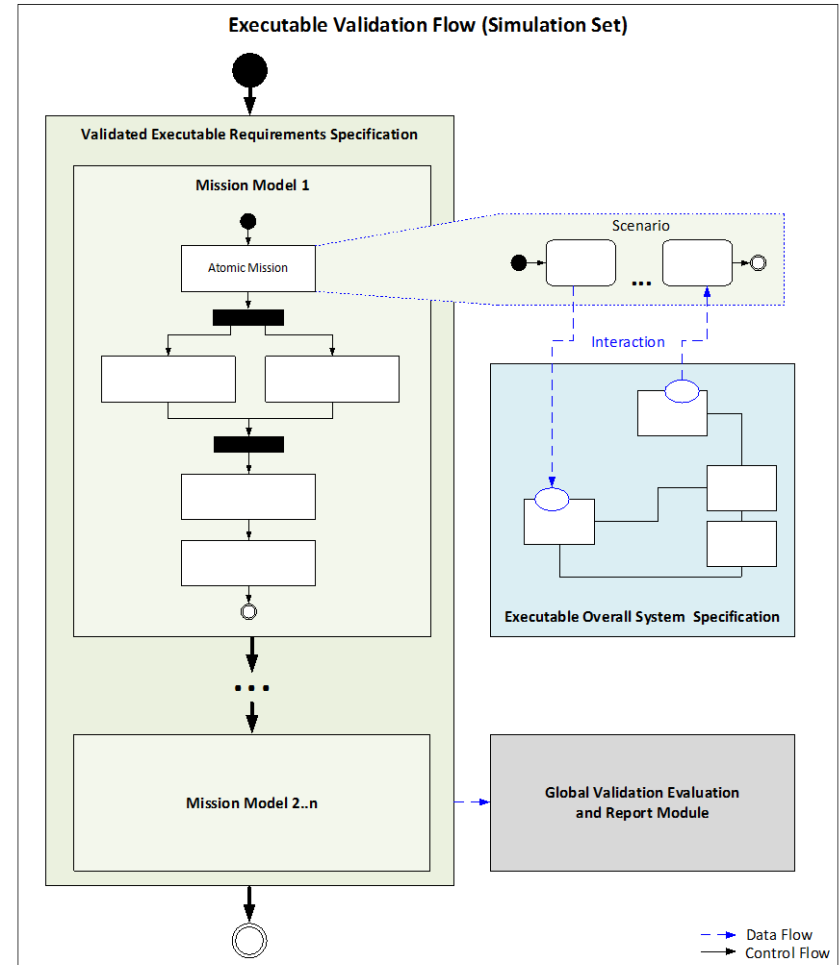 Executable Validation Flow (Simulation Set)
Validated Executable Requirements Specification
Mission Model 1
Atomic Mission
Scenario
...
Interaction
Executable Overall System Specification
...
Mission Model 2..n
Global Validation Evaluation
and Report Module
Data Flow
Control Flow